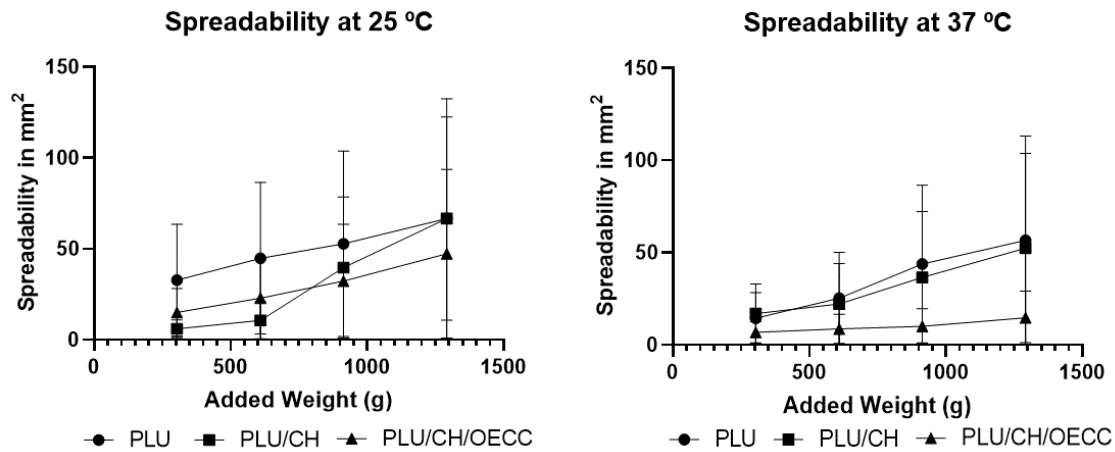 Spreadability at 25 ºC
Spreadability in mm²
150
100
50
0
0 500 1000 1500
Added Weight (g)
PLU PLU/CH PLU/CH/OECC
Spreadability at 37 ºC
Spreadability in mm²
150
100
50
0
0 500 1000 1500
Added Weight (g)
PLU PLU/CH PLU/CH/OECC